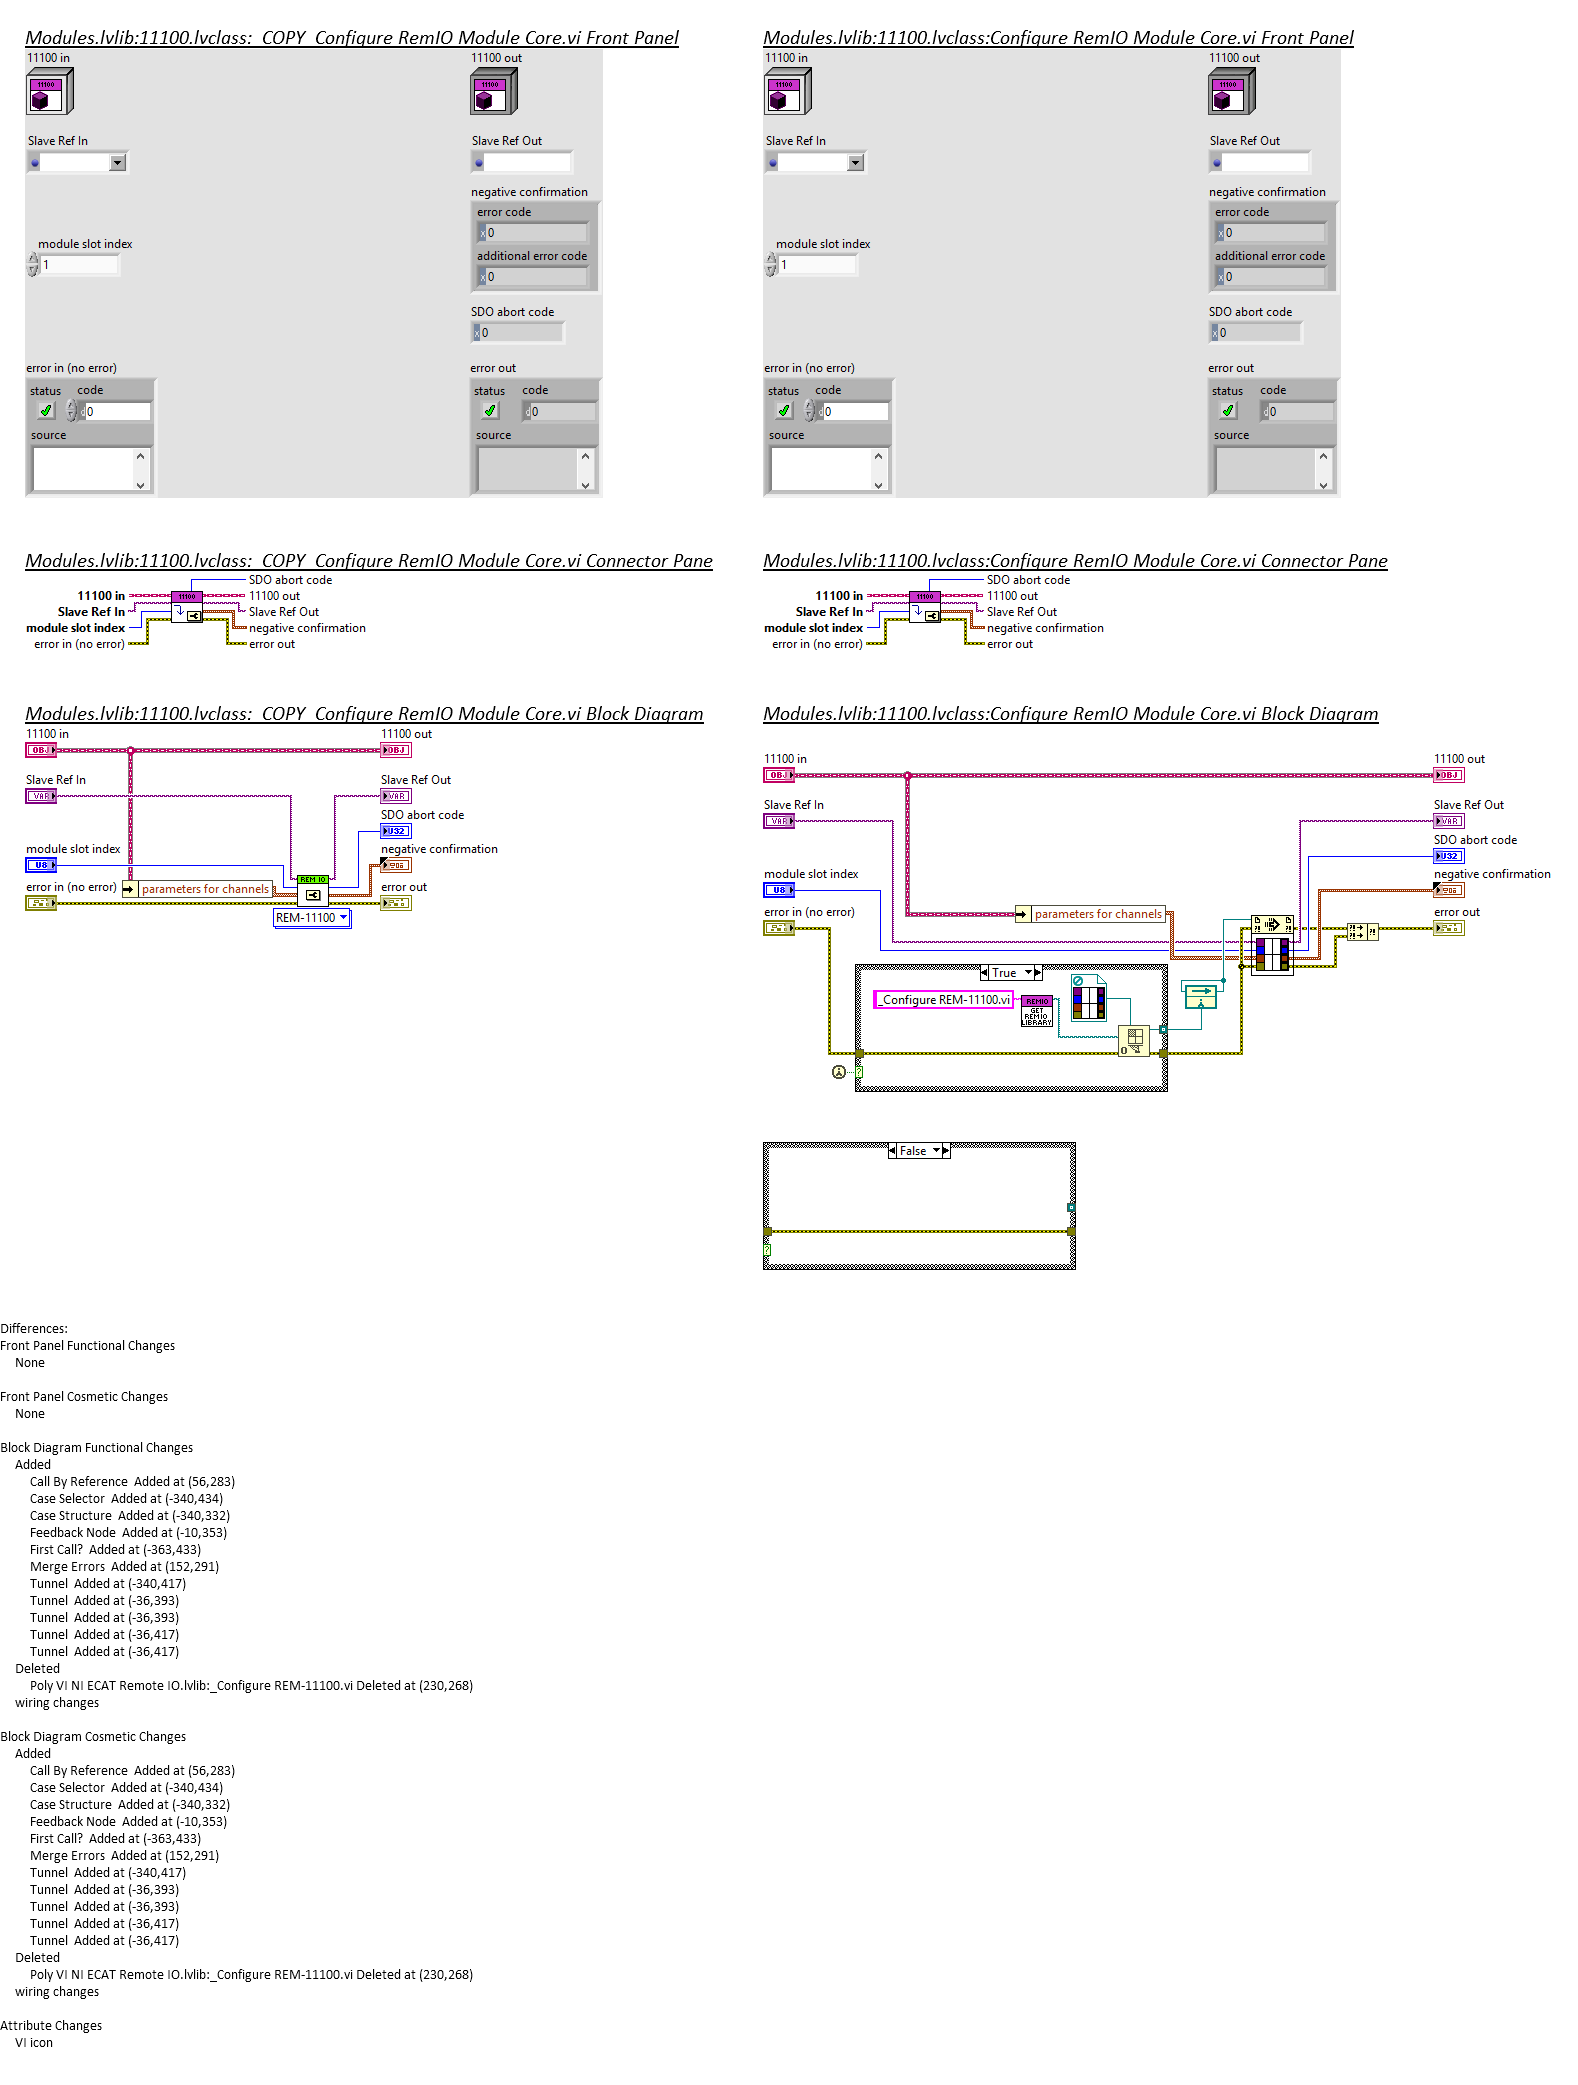 Modules.lvlib:11100.lvclass:_COPY_Configure RemIO Module Core.vi Front Panel
11100 in
11100 out
11100
11100
Slave Ref In
Slave Ref Out
negative confirmation
error code
x 0
module slot index
additional error code
1
x 0
SDO abort code
x 0
error in (no error)
error out
status
code
status
code
d 0
d 0
source
source
Modules.lvlib:11100.lvclass:Configure RemIO Module Core.vi Front Panel
11100 in
11100 out
11100
11100
Slave Ref In
Slave Ref Out
negative confirmation
error code
x 0
module slot index
additional error code
1
x 0
SDO abort code
x 0
error in (no error)
error out
status
code
status
code
d 0
d 0
source
source
Modules.lvlib:11100.lvclass:_COPY_Configure RemIO Module Core.vi Connector Pane
SDO abort code
11100 in
11100
11100 out
Slave Ref In
Slave Ref Out
module slot index
negative confirmation
error in (no error)
error out
Modules.lvlib:11100.lvclass:Configure RemIO Module Core.vi Connector Pane
SDO abort code
11100 in
11100
11100 out
Slave Ref In
Slave Ref Out
module slot index
negative confirmation
error in (no error)
error out
Modules.lvlib:11100.lvclass:_COPY_Configure RemIO Module Core.vi Block Diagram
11100 in
11100 out
OBJ
OBJ
Slave Ref In
Slave Ref Out
VAR
VAR
SDO abort code
U32
module slot index
negative confirmation
U8
REM IO
error in (no error)
parameters for channels
error out
REM-11100
Modules.lvlib:11100.lvclass:Configure RemIO Module Core.vi Block Diagram
11100 in
11100 out
OBJ
OBJ
Slave Ref In
Slave Ref Out
VAR
VAR
SDO abort code
U32
module slot index
negative confirmation
U8
error in (no error)
parameters for channels
error out
True
_Configure REM-11100.vi
REMIO
GET
REMIO
LIBRARY
0
?
False
?
Differences:
Front Panel Functional Changes
None
Front Panel Cosmetic Changes
None
Block Diagram Functional Changes
Added
Call By Reference  Added at (56,283)
Case Selector  Added at (-340,434)
Case Structure  Added at (-340,332)
Feedback Node  Added at (-10,353)
First Call?  Added at (-363,433)
Merge Errors  Added at (152,291)
Tunnel  Added at (-340,417)
Tunnel  Added at (-36,393)
Tunnel  Added at (-36,393)
Tunnel  Added at (-36,417)
Tunnel  Added at (-36,417)
Deleted
Poly VI NI ECAT Remote IO.lvlib:_Configure REM-11100.vi Deleted at (230,268)
wiring changes
Block Diagram Cosmetic Changes
Added
Call By Reference  Added at (56,283)
Case Selector  Added at (-340,434)
Case Structure  Added at (-340,332)
Feedback Node  Added at (-10,353)
First Call?  Added at (-363,433)
Merge Errors  Added at (152,291)
Tunnel  Added at (-340,417)
Tunnel  Added at (-36,393)
Tunnel  Added at (-36,393)
Tunnel  Added at (-36,417)
Tunnel  Added at (-36,417)
Deleted
Poly VI NI ECAT Remote IO.lvlib:_Configure REM-11100.vi Deleted at (230,268)
wiring changes
Attribute Changes
VI icon